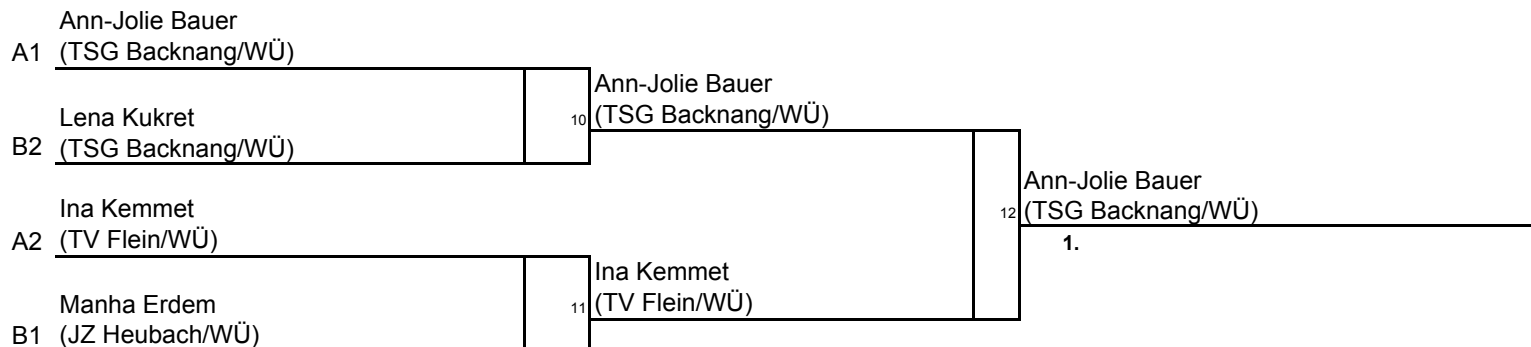 Ann-Jolie Bauer
A1 (TSG Backnang/WÜ)
Ann-Jolie Bauer
10 (TSG Backnang/WÜ)
Lena Kukret
B2 (TSG Backnang/WÜ)
Ann-Jolie Bauer
12 (TSG Backnang/WÜ)
1.
Ina Kemmet
A2 (TV Flein/WÜ)
Ina Kemmet
11 (TV Flein/WÜ)
Manha Erdem
B1 (JZ Heubach/WÜ)